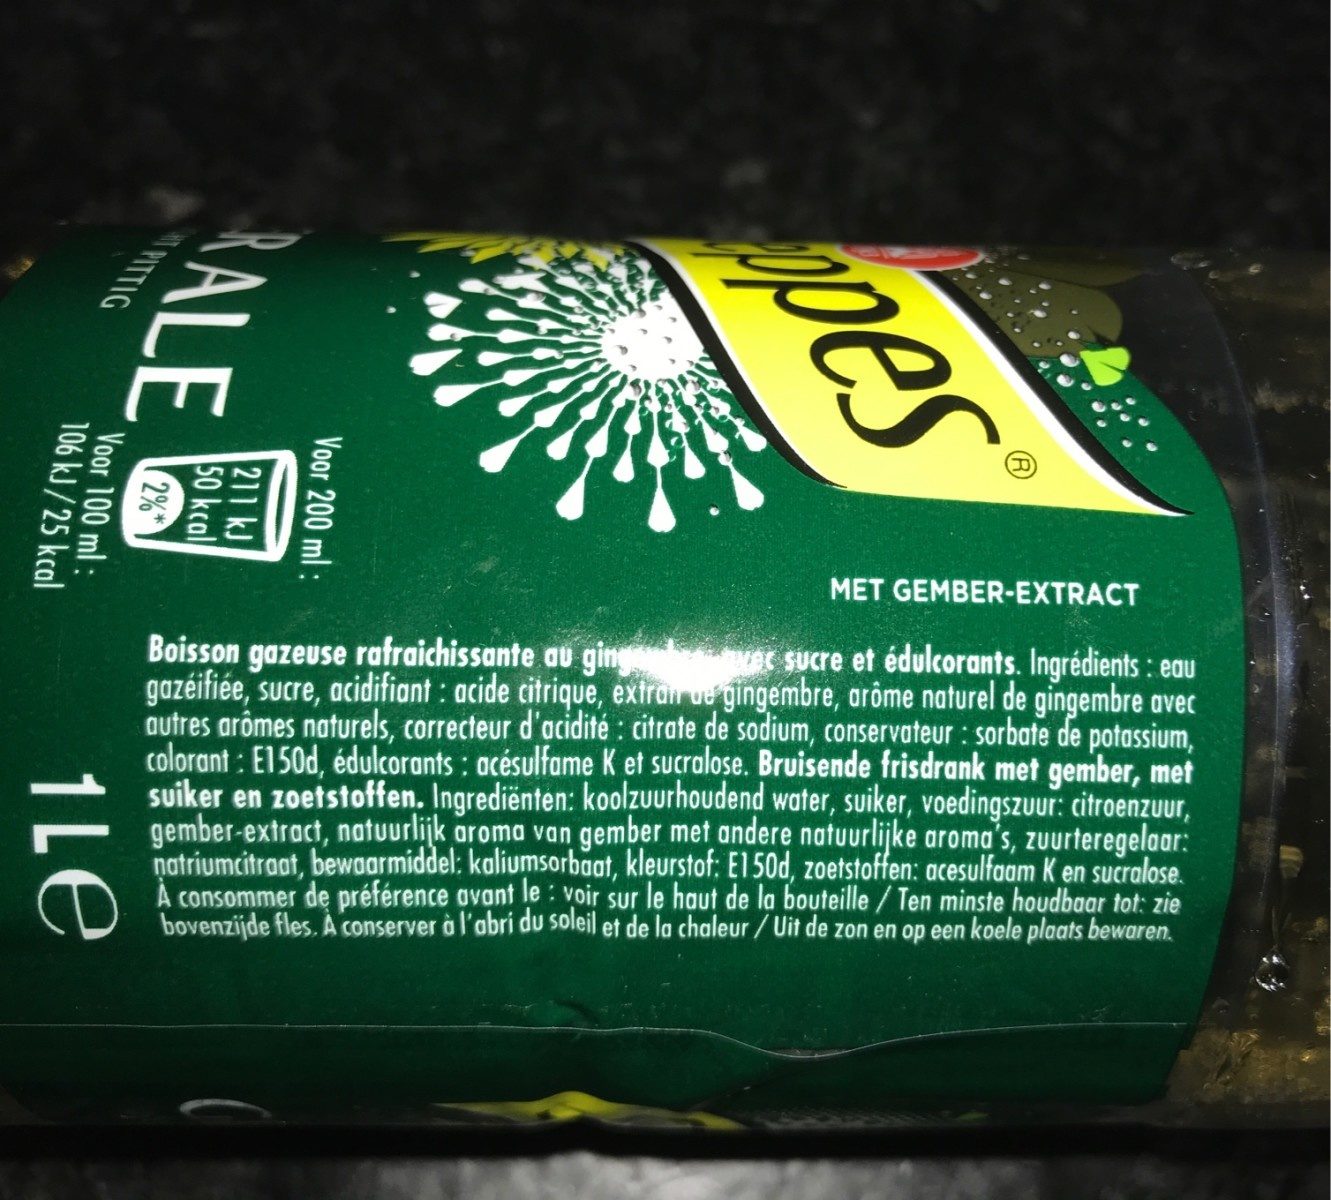 ppes®
RALE
PITTIG
Voor 200 ml :
211 kJ
50 kcal
2%*
Voor 100 ml :
106 kJ / 25 kcal
MET GEMBER-EXTRACT
Boisson gazeuse rafraichissante au avec sucre et édulcorants. Ingrédients : eau
gazéifiée, sucre, acidifiant : acide citrique, extrait de gingembre, arôme naturel de gingembre avec
autres arômes naturels, correcteur d'acidité : citrate de sodium, conservateur : sorbate de potassium,
colorant : E150d, édulcorants : acésulfame K et sucralose. Bruisende frisdrank met gember, met
suiker en zoetstoffen. Ingrediënten: koolzuurhoudend water, suiker, voedingszuur: citroenzuur,
gember-extract, natuurlijk aroma van gember met andere natuurlijke aroma's, zuurteregelaar:
natriumcitraat, bewaarmiddel: kaliumsorbaat, kleurstof: E150d, zoetstoffen: acesulfaam K en sucralose.
À consommer de préférence avant le : voir sur le haut de la bouteille / Ten minste houdbaar tot: zie
bovenzijde fles. À conserver à l'abri du soleil et de la chaleur / Uit de zon en op een koele plaats bewaren.
1Le